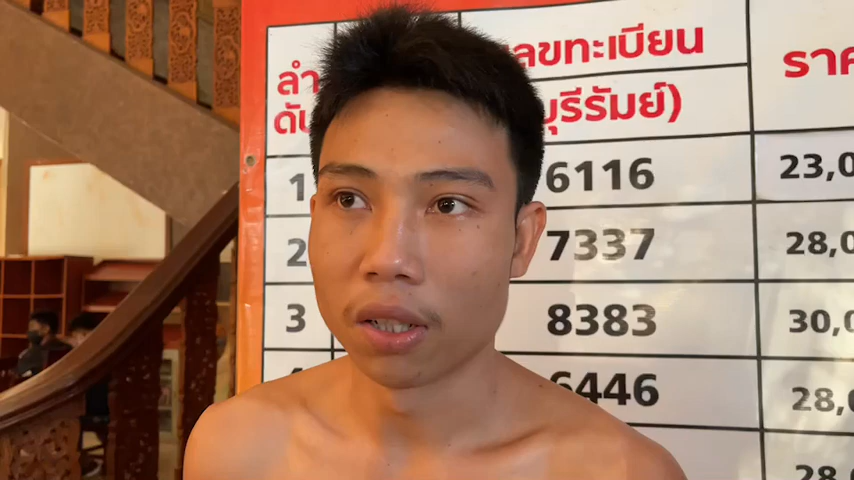 ลำ ลขทะเบียน ราค
ดับ บุรีรัมย์)
1 6116 23,0
2 7337 28,0
3 8383 30,0
6446 28,0
28